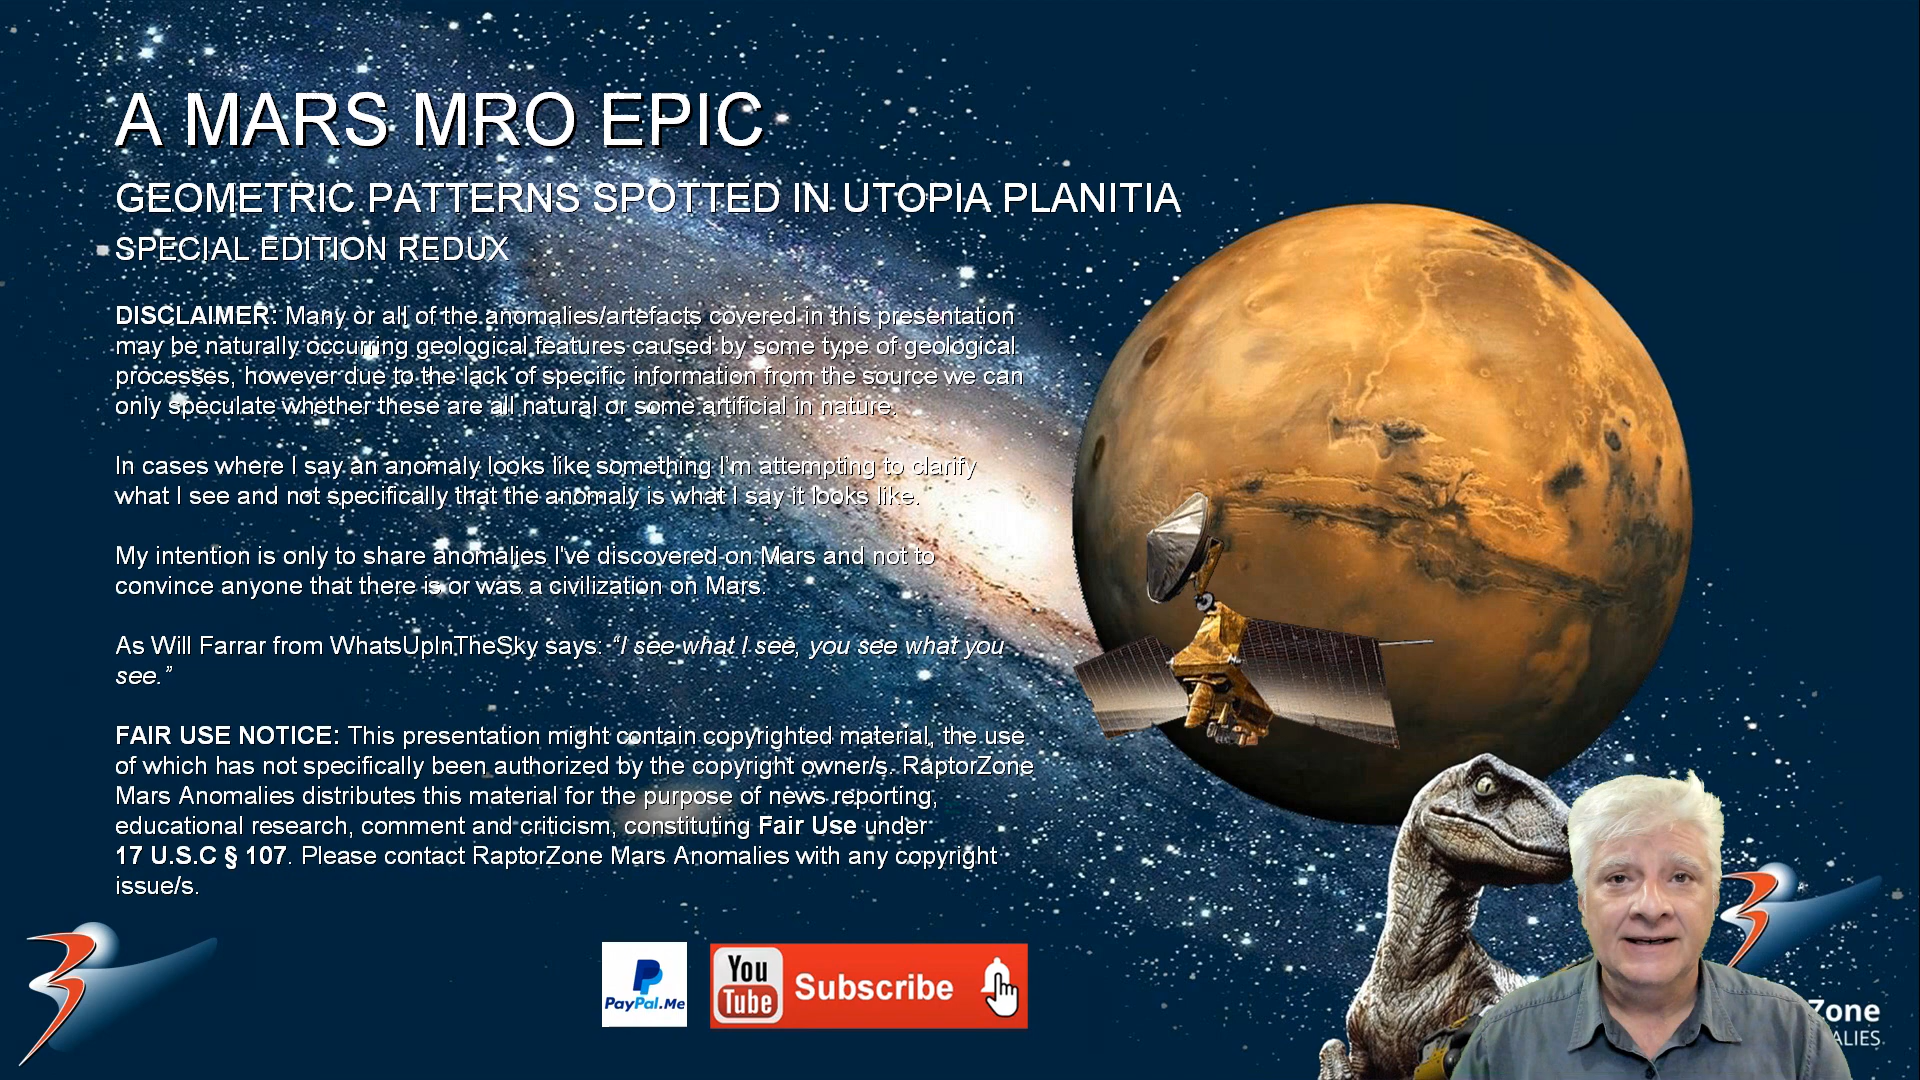 A MARS MRO EPIC
GEOMETRIC PATTERNS SPOTTED IN UTOPIA PLANITIA
SPECIAL EDITION REDUX
DISCLAIMER: Many or all of the anomalies/artefacts covered in this presentation
may be naturally occurring geological features caused by some type of geological
processes, however due to the lack of specific information from the source we can
only speculate whether these are all natural or some artificial in nature.
In cases where I say an anomaly looks like something I'm attempting to clarify
what I see and not specifically that the anomaly is what I say it looks like.
My intention is only to share anomalies I've discovered on Mars and not to
convince anyone that there is or was a civilization on Mars.
As Will Farrar from WhatsUpInTheSky says: “I see what I see, you see what you
see.”
FAIR USE NOTICE: This presentation might contain copyrighted material, the use
of which has not specifically been authorized by the copyright owner/s. RaptorZone
Mars Anomalies distributes this material for the purpose of news reporting,
educational research, comment and criticism, constituting Fair Use under
17 U.S.C § 107. Please contact RaptorZone Mars Anomalies with any copyright
issue/s.
PayPal.Me
You
Tube
Subscribe
Zone
ALIES